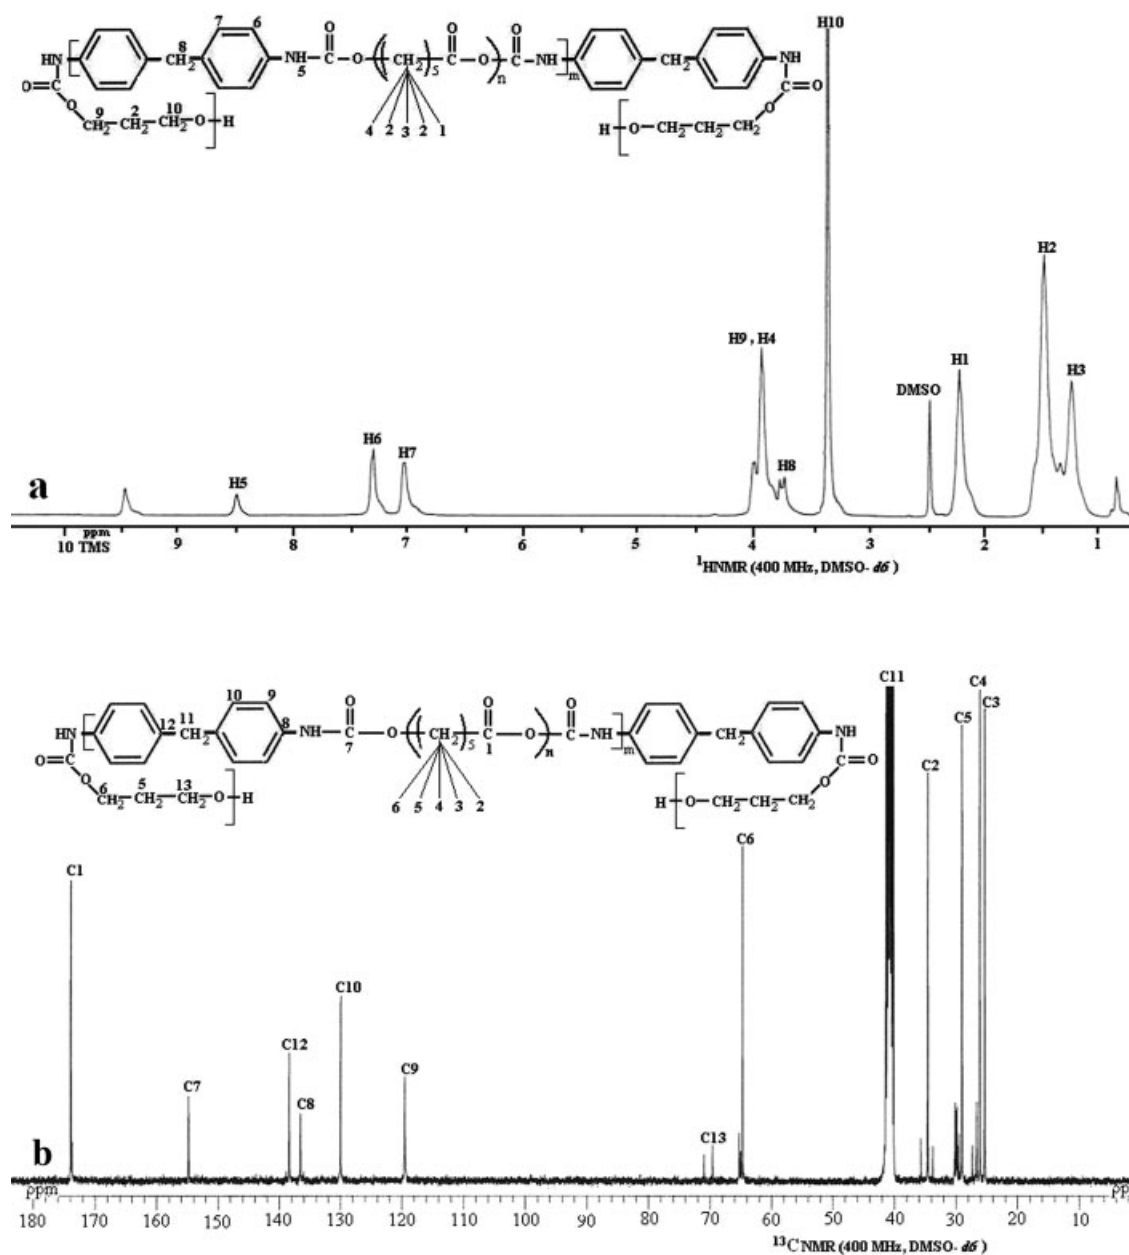 7 6
HN CH2 8 NH 5 C O O ( CH2 )5 C O O )n C O NH ]m CH2 NH
O C O 9 CH2 2 CH2 10 CH2 O ] H
4 2 3 2 1
H [ O CH2 CH2 CH2 O C O
H10
H2
H9 , H4
H1
H3
DMSO
H6
H7
H8
H5
a
ppm
10 TMS 9 8 7 6 5 4 3 2 1
1HNMR (400 MHz, DMSO- d6 )
10 9
HN 12 11 CH2 8 NH C O 7 O ( CH2 )5 C O 1 O )n C O NH ]m CH2 NH
O C O 6 CH2 5 CH2 13 CH2 O ] H
6 5 4 3 2
H [ O CH2 CH2 CH2 O C O
C11
C4
C3
C5
C2
C6
C1
C10
C12
C9
C7
C8
C13
b
ppm
180 170 160 150 140 130 120 110 100 90 80 70 60 50 40 30 20 10
pp
13C NMR (400 MHz, DMSO- d6 )